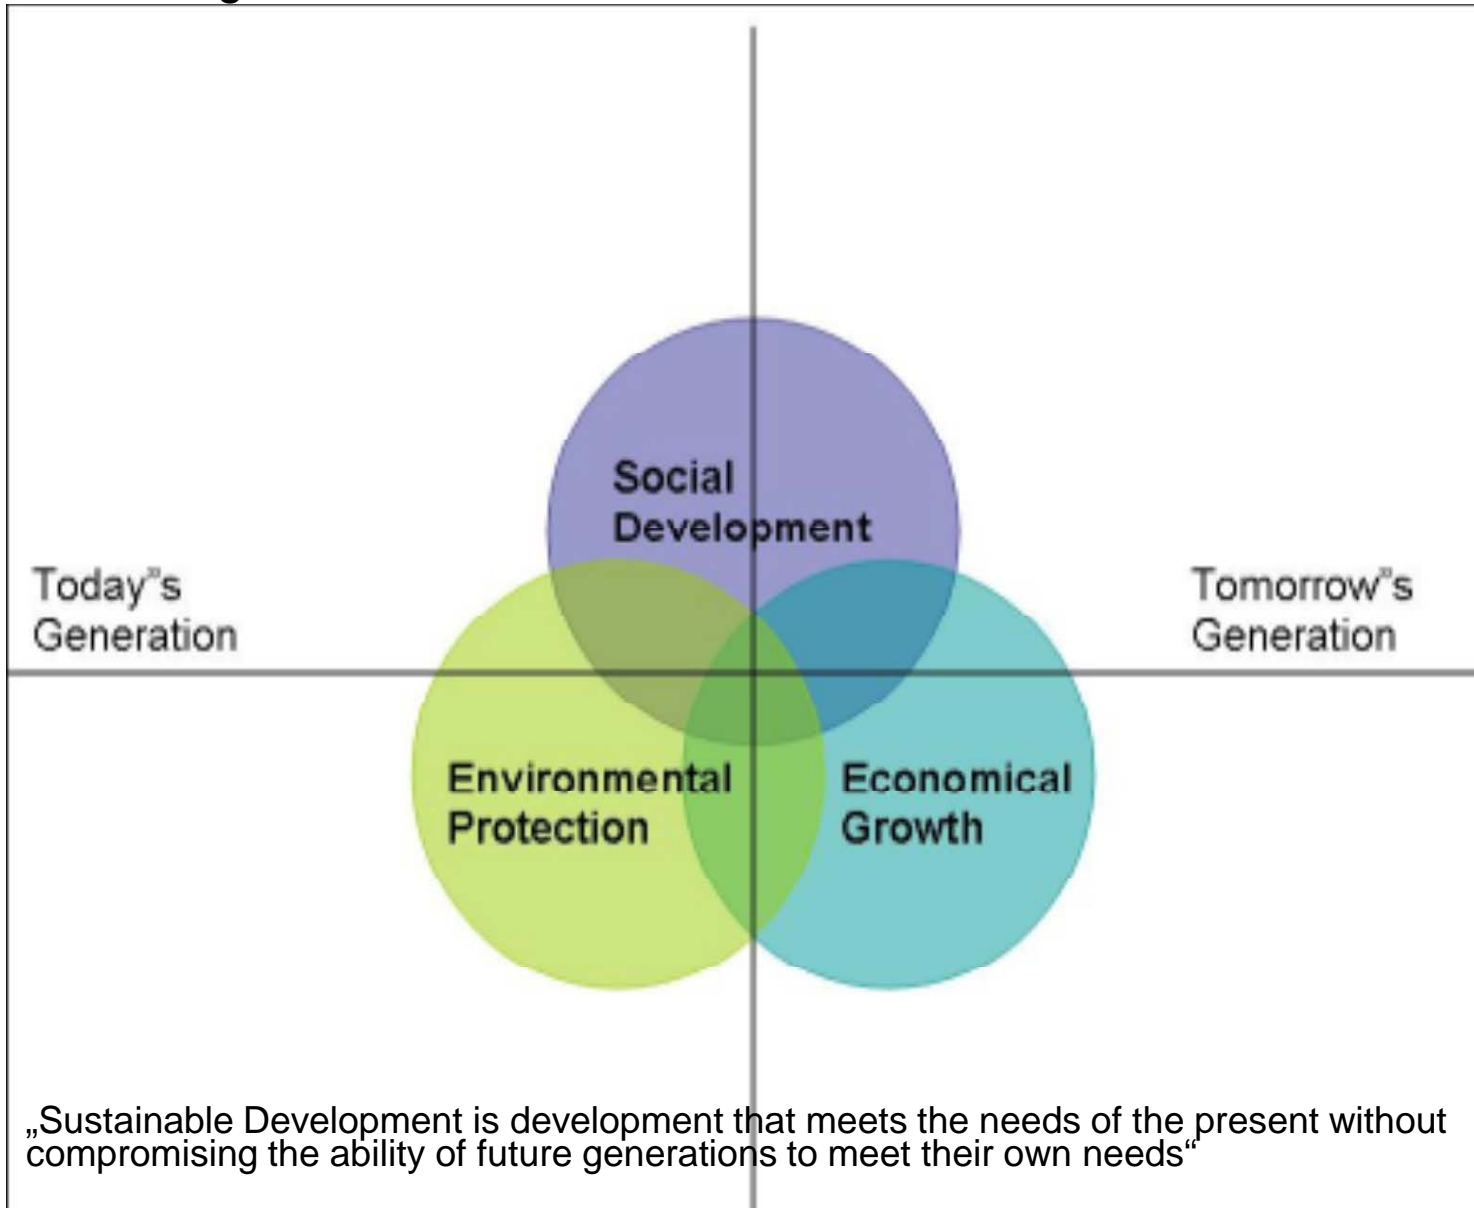 Social
Development
Today”s
Generation
Tomorrow”s
Generation
Environmental
Protection
Economical
Growth
„Sustainable Development is development that meets the needs of the present without
compromising the ability of future generations to meet their own needs“